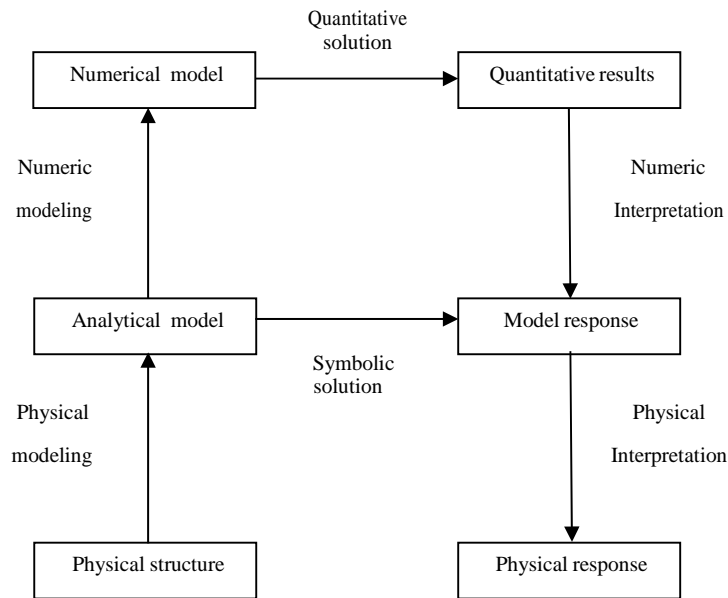 Quantitative
solution
Numerical model
Quantitative results
Numeric
modeling
Numeric
Interpretation
Analytical model
Model response
Symbolic
solution
Physical
modeling
Physical
Interpretation
Physical structure
Physical response